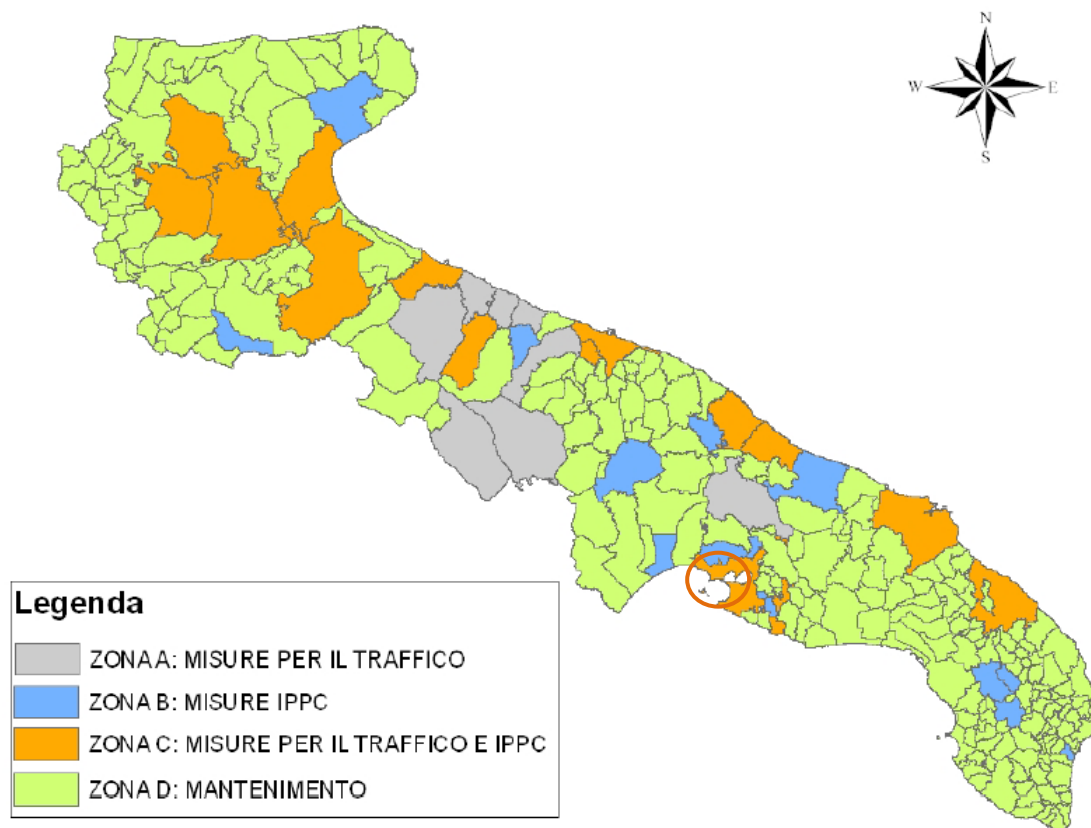 N
W E
S
Legenda
ZONA A: MISURE PER IL TRAFFICO
ZONA B: MISURE IPPC
ZONA C: MISURE PER IL TRAFFICO E IPPC
ZONA D: MANTENIMENTO